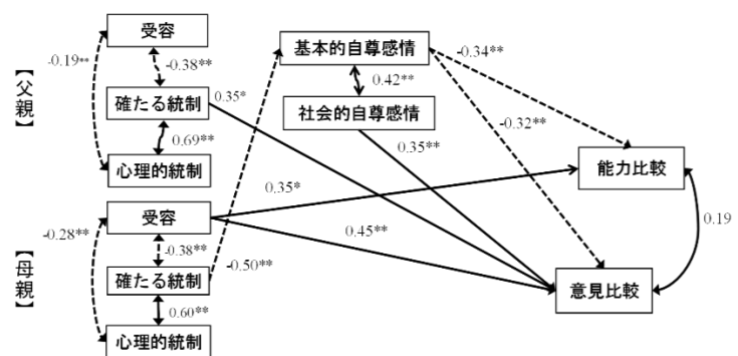 【父親】
受容
-0.19**
-0.38**
確たる統制
0.69**
心理的統制
【母親】
受容
-0.28**
-0.38**
確たる統制
0.60**
心理的統制
基本的自尊感情
0.42**
社会的自尊感情
0.35*
0.35**
0.35*
0.45**
-0.50**
-0.34**
-0.32**
能力比較
0.19
意見比較